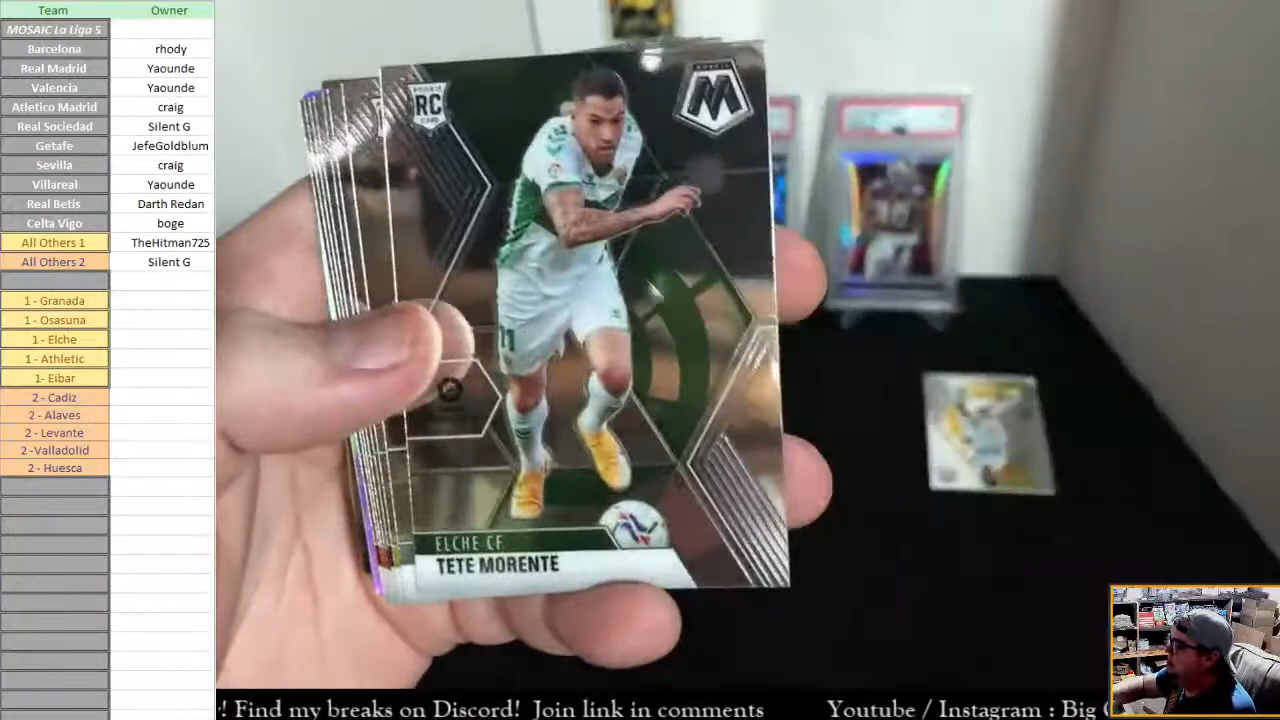 Team Owner
MOSAIC La Liga 5
Barcelona rhody
Real Madrid Yaounde
Valencia Yaounde
Atletico Madrid craig
Real Sociedad Silent G
Getafe JefeGoldblum
Sevilla craig
Villareal Yaounde
Real Betis Darth Redan
Celta Vigo boge
All Others 1 TheHitman725
All Others 2 Silent G
1 - Granada
1 - Osasuna
1 - Elche
1 - Athletic
1- Eibar
2 - Cadiz
2 - Alaves
2 - Levante
2 -Valladolid
2 - Huesca
RC
CARD
M
11
ELCHE CF
TETE MORENTE
! Find my breaks on Discord! Join link in comments Youtube / Instagram : Big